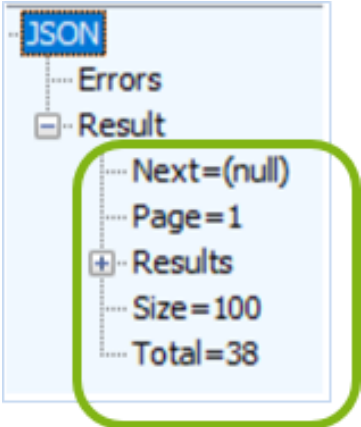 JSON
Errors
Result
Next=(null)
Page=1
Results
Size=100
Total=38